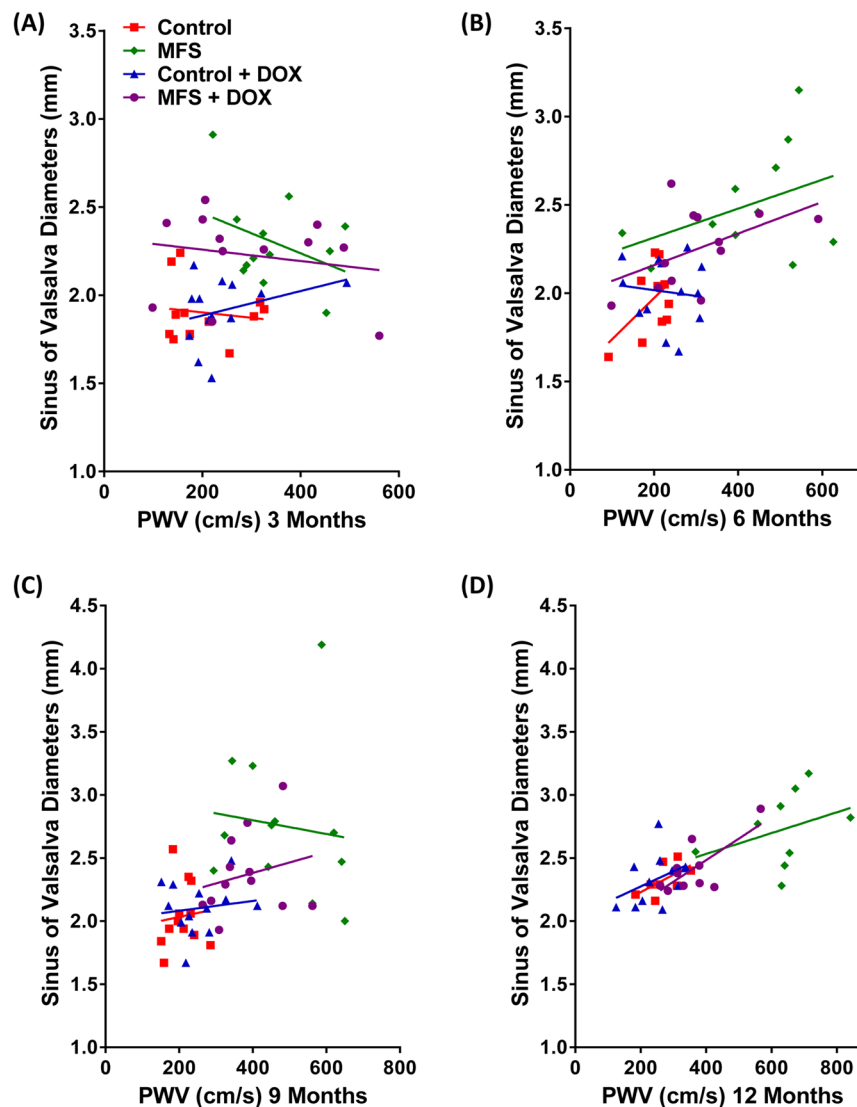 (A)
Control
MFS
Control + DOX
MFS + DOX
Sinus of Valsalva Diameters (mm)
3.5
3.0
2.5
2.0
1.5
1.0
0
200
400
600
PWV (cm/s) 3 Months
(B)
Sinus of Valsalva Diameters (mm)
3.5
3.0
2.5
2.0
1.5
1.0
0
200
400
600
PWV (cm/s) 6 Months
(C)
Sinus of Valsalva Diameters (mm)
4.5
4.0
3.5
3.0
2.5
2.0
1.5
1.0
0
200
400
600
800
PWV (cm/s) 9 Months
(D)
Sinus of Valsalva Diameters (mm)
4.5
4.0
3.5
3.0
2.5
2.0
1.5
1.0
0
200
400
600
800
PWV (cm/s) 12 Months